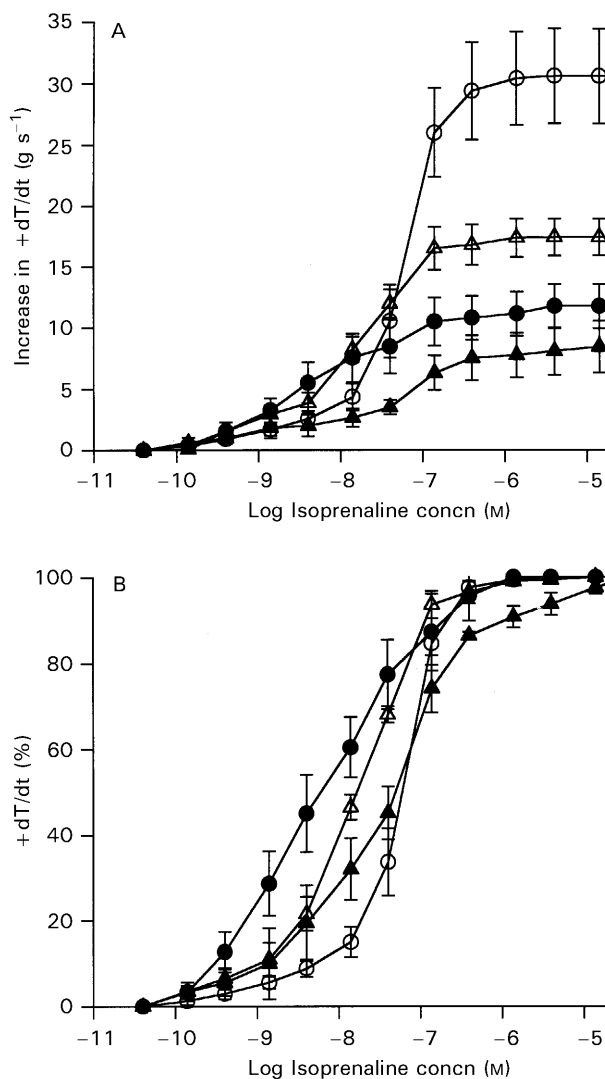 A
35
30
25
20
15
10
5
0
Increase in +dT/dt (g s⁻¹)
−11 −10 −9 −8 −7 −6 −5
Log Isoprenaline concn (M)
B
100
80
60
40
20
0
+dT/dt (%)
−11 −10 −9 −8 −7 −6 −5
Log Isoprenaline concn (M)